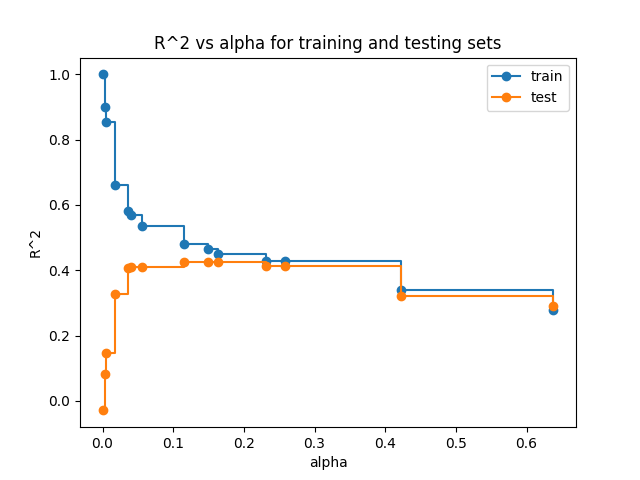 R^2 vs alpha for training and testing sets
train
test
1.0
0.8
0.6
0.4
0.2
0.0
R^2
0.0 0.1 0.2 0.3 0.4 0.5 0.6
alpha